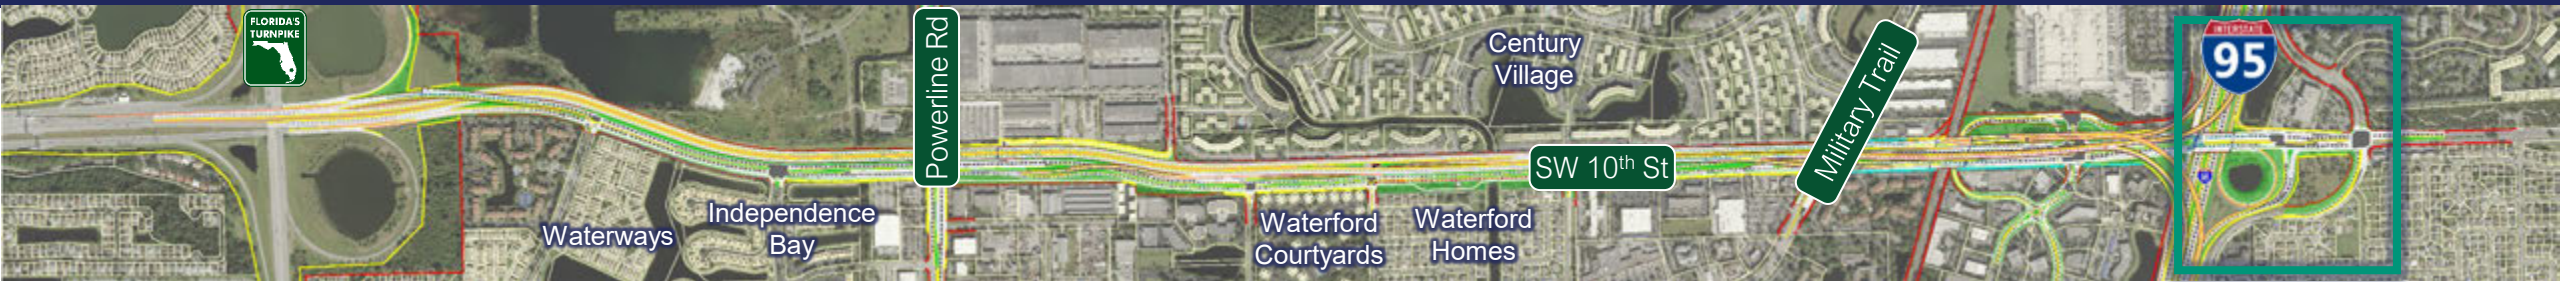 FLORIDA'S
TURNPIKE
Waterways
Independence
Bay
Powerline Rd
Waterford
Courtyards
Waterford
Homes
Century
Village
SW 10th St
Military Trail
INTERSTATE
95